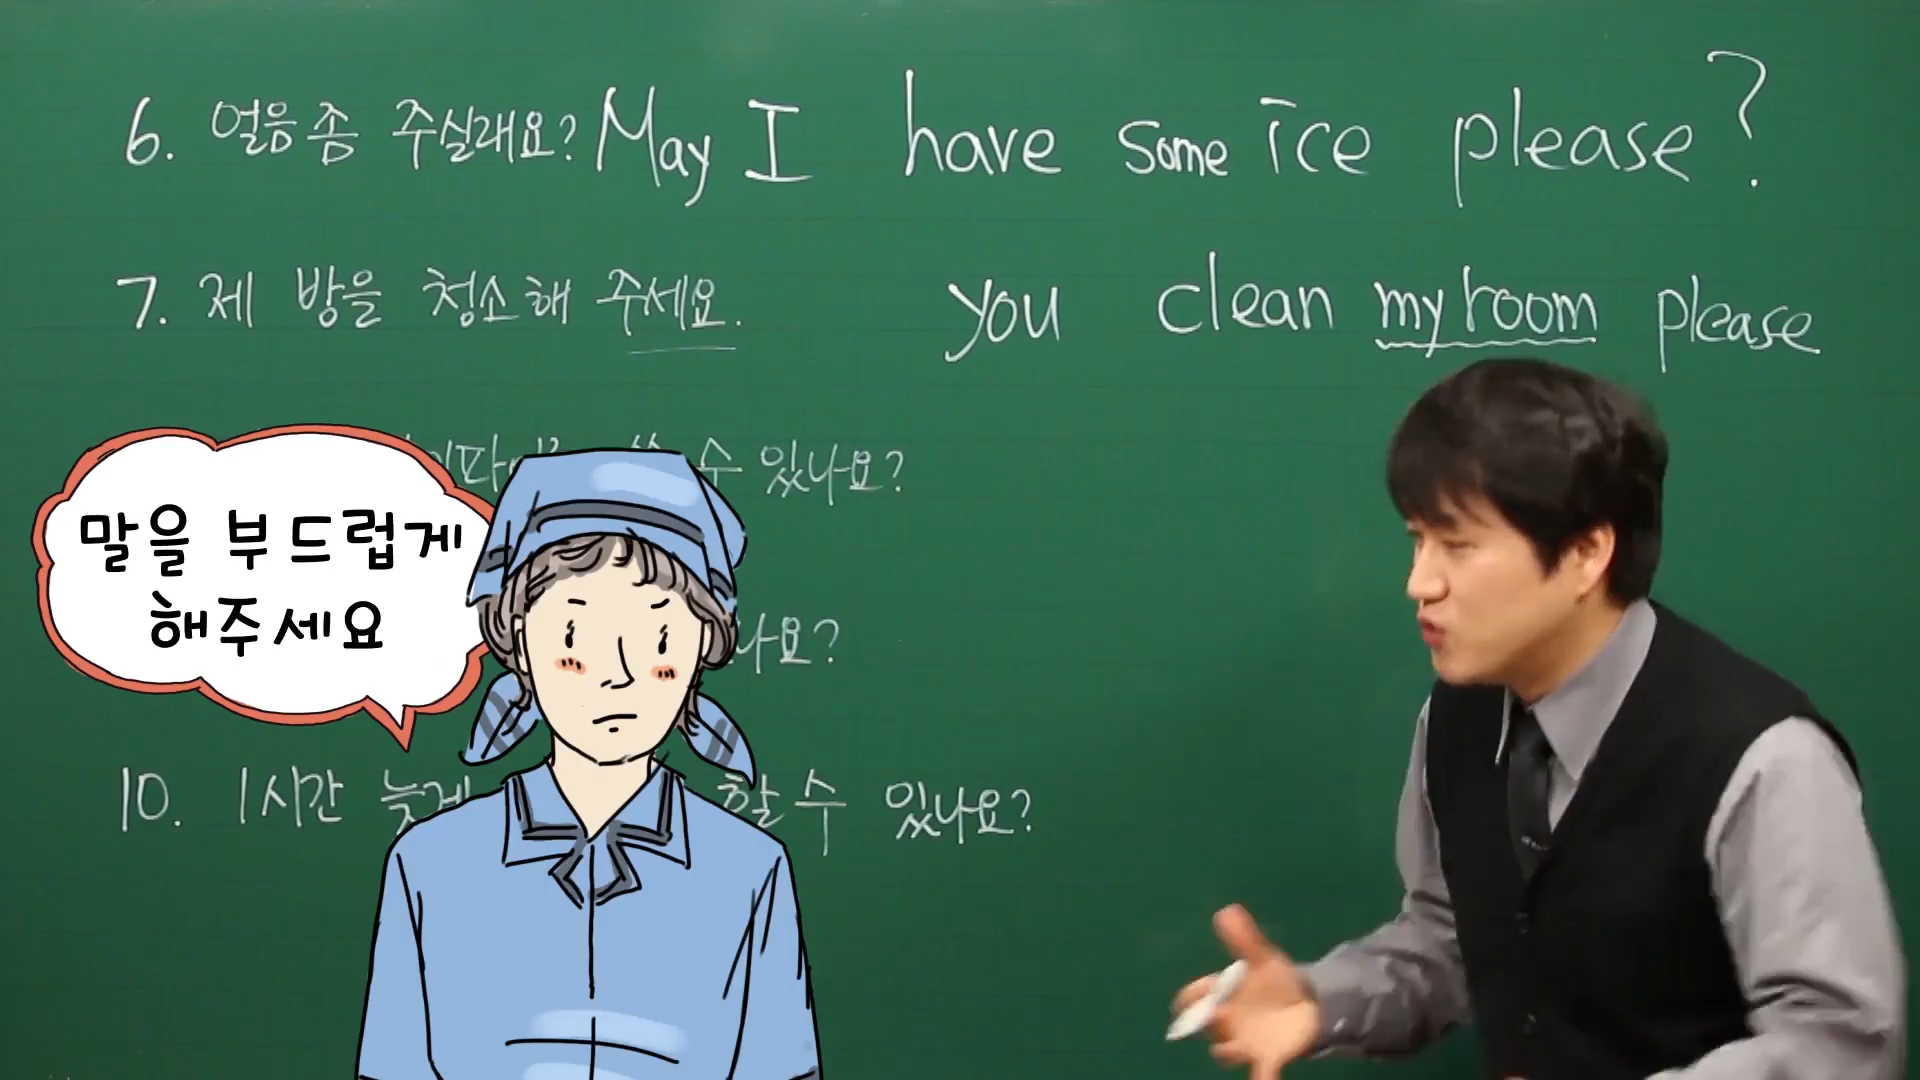 6. 얼음 좀 주실래요? May I have some ice please?
7. 제 방을 청소해 주세요. you clean my room please
수 있나요?
말을 부드럽게
해주세요
나요?
10. 1시간 늦게 할 수 있나요?